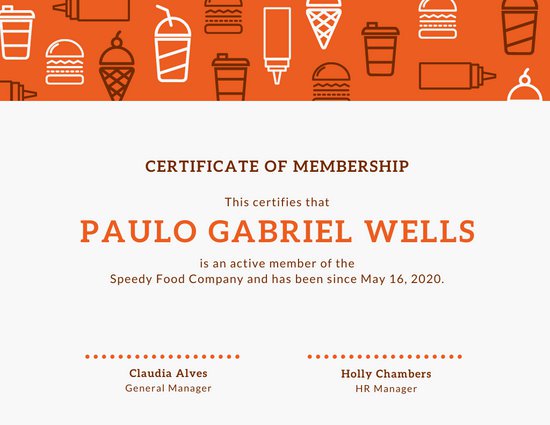 CERTIFICATE OF MEMBERSHIP
This certifies that
PAULO GABRIEL WELLS
is an active member of the
Speedy Food Company and has been since May 16, 2020.
Claudia Alves
General Manager
Holly Chambers
HR Manager